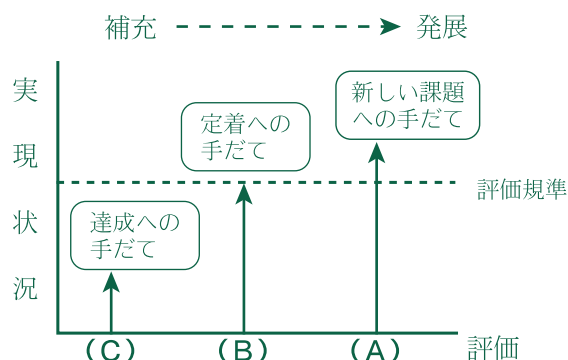 補充 発展
実現状況
新しい課題
への手だて
定着への
手だて
評価規準
達成への
手だて
(C) (B) (A) 評価